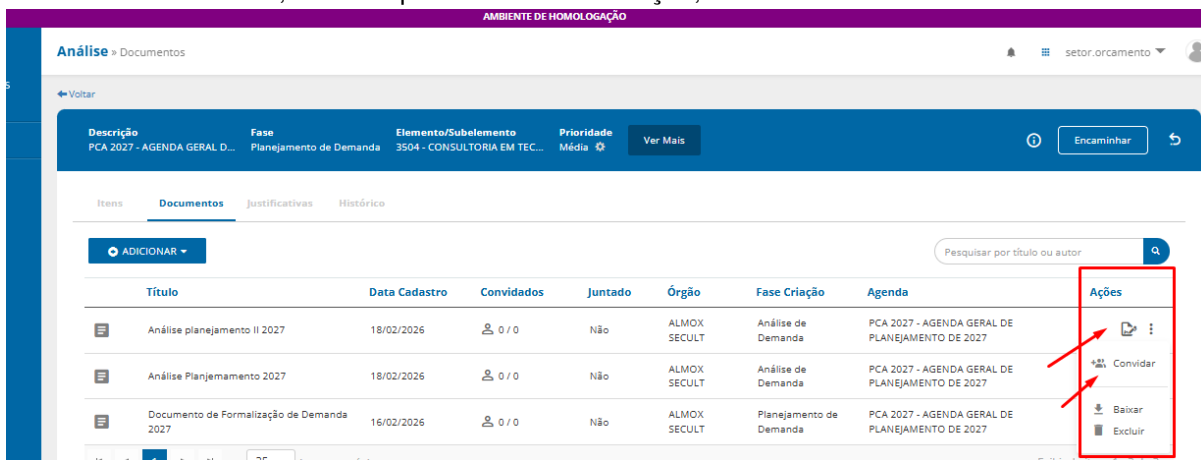 AMBIENTE DE HOMOLOGAÇÃO
Análise » Documentos
setor.orcamento
Voltar
Descrição Fase Elemento/Subelemento Prioridade
PCA 2027 - AGENDA GERAL D... Planejamento de Demanda 3504 - CONSULTORIA EM TEC... Média
Ver Mais
Encaminhar
Itens Documentos Justificativas Histórico
ADICIONAR
Pesquisar por título ou autor
Título Data Cadastro Convidados Juntado Órgão Fase Criação Agenda Ações
Análise planejamento II 2027 18/02/2026 0 / 0 Não ALMOX SECULT Análise de Demanda PCA 2027 - AGENDA GERAL DE PLANEJAMENTO DE 2027
Convidar
Análise Planjemamento 2027 18/02/2026 0 / 0 Não ALMOX SECULT Análise de Demanda PCA 2027 - AGENDA GERAL DE PLANEJAMENTO DE 2027
Documento de Formalização de Demanda 2027 16/02/2026 0 / 0 Não ALMOX SECULT Planejamento de Demanda PCA 2027 - AGENDA GERAL DE PLANEJAMENTO DE 2027
Baixar
Excluir